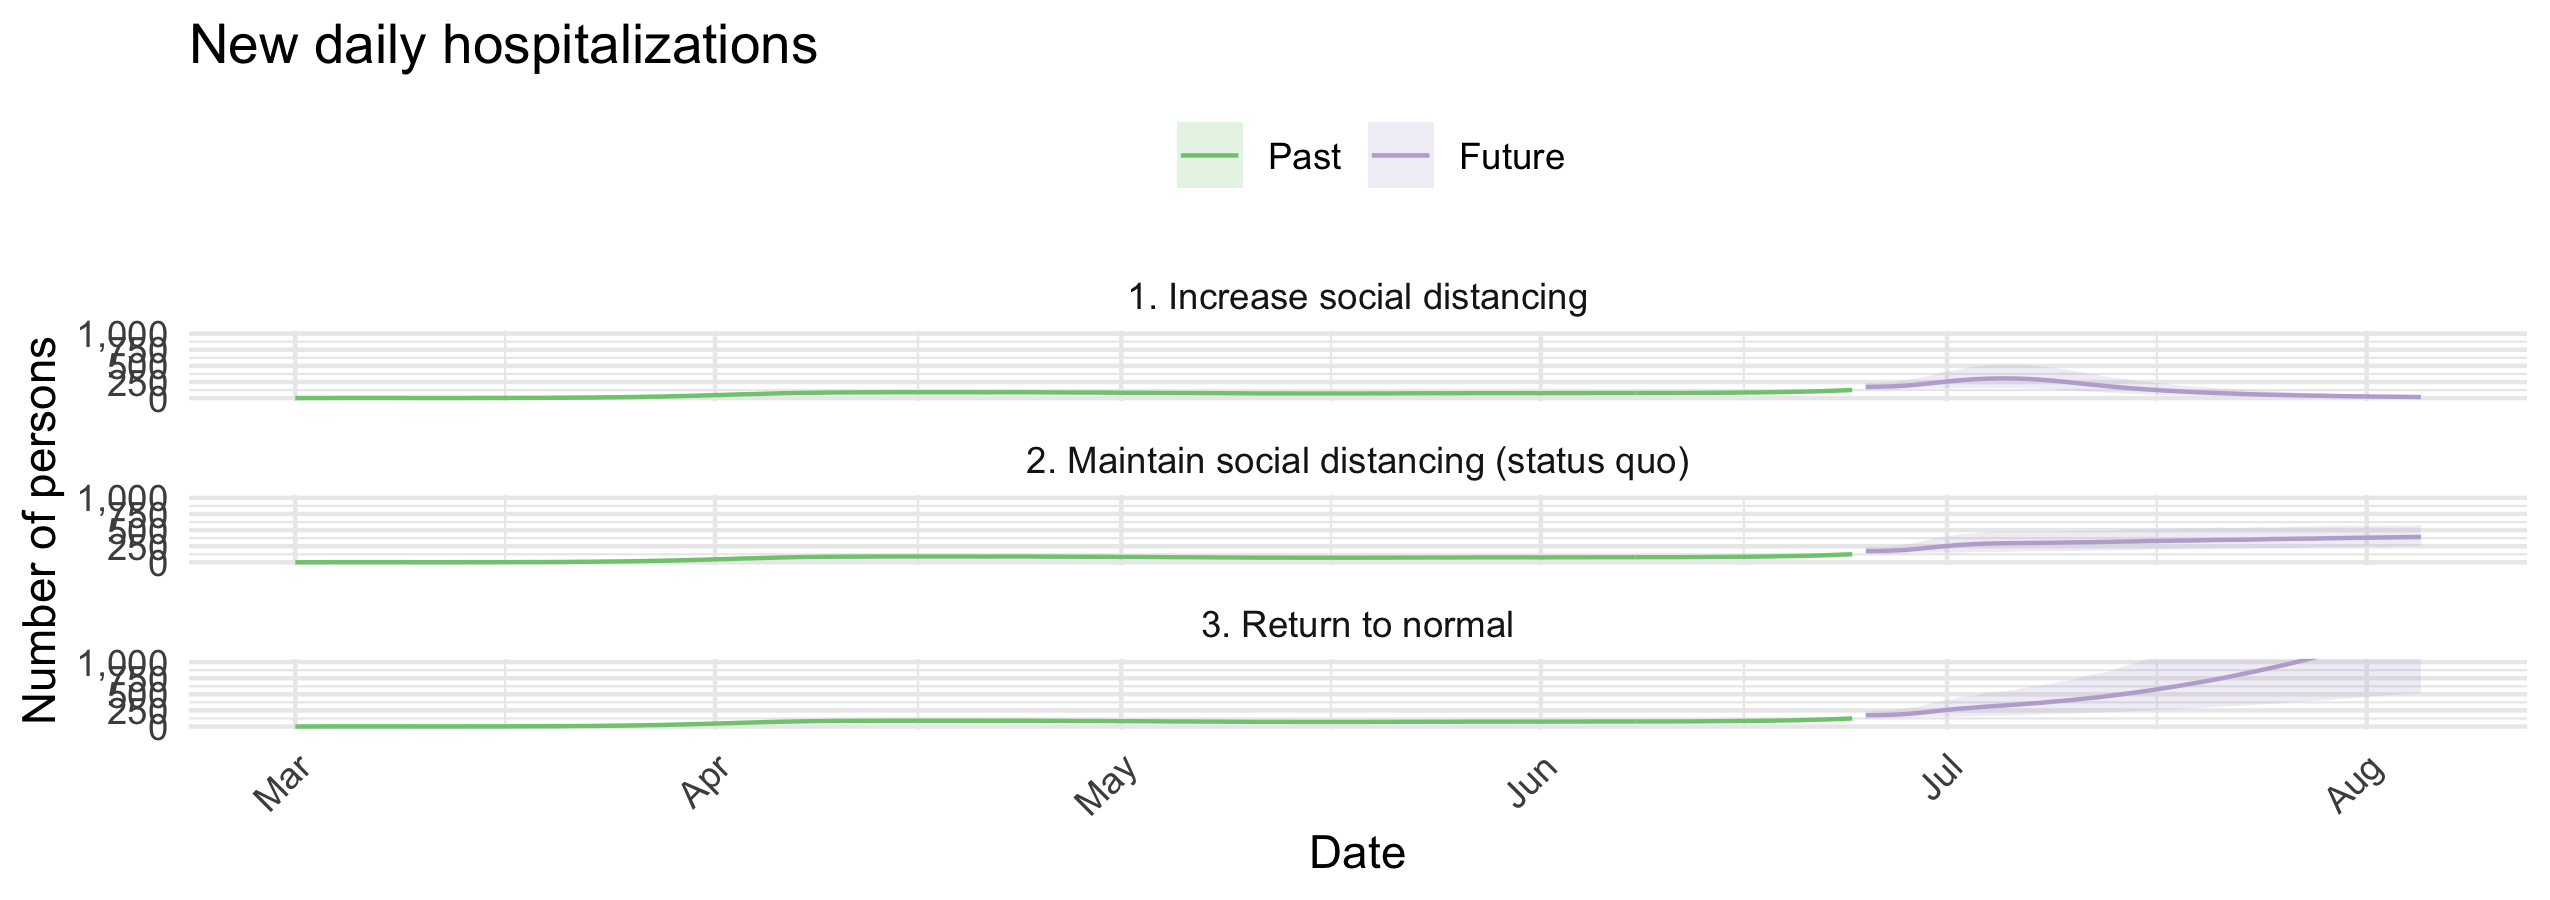 New daily hospitalizations
Past
Future
1. Increase social distancing
1,000
750
500
250
0
2. Maintain social distancing (status quo)
1,000
750
500
250
0
3. Return to normal
1,000
750
500
250
0
Number of persons
Mar
Apr
May
Jun
Jul
Aug
Date